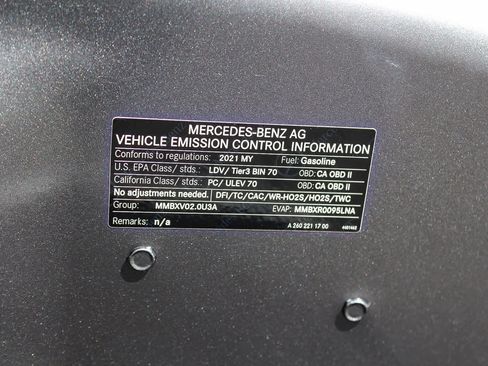 MERCEDES-BENZ AG
VEHICLE EMISSION CONTROL INFORMATION
Conforms to regulations: 2021 MY Fuel: Gasoline
U.S. EPA Class/ stds.: LDV/ Tier3 BIN 70 OBD: CA OBD II
California Class/ stds.: PC/ ULEV 70 OBD: CA OBD II
No adjustments needed. DFI/TC/CAC/WR-HO2S/HO2S/TWC
Group: MMBXV02.0U3A EVAP: MMBXR0095LNA
Remarks: n/a
A 260 221 17 00